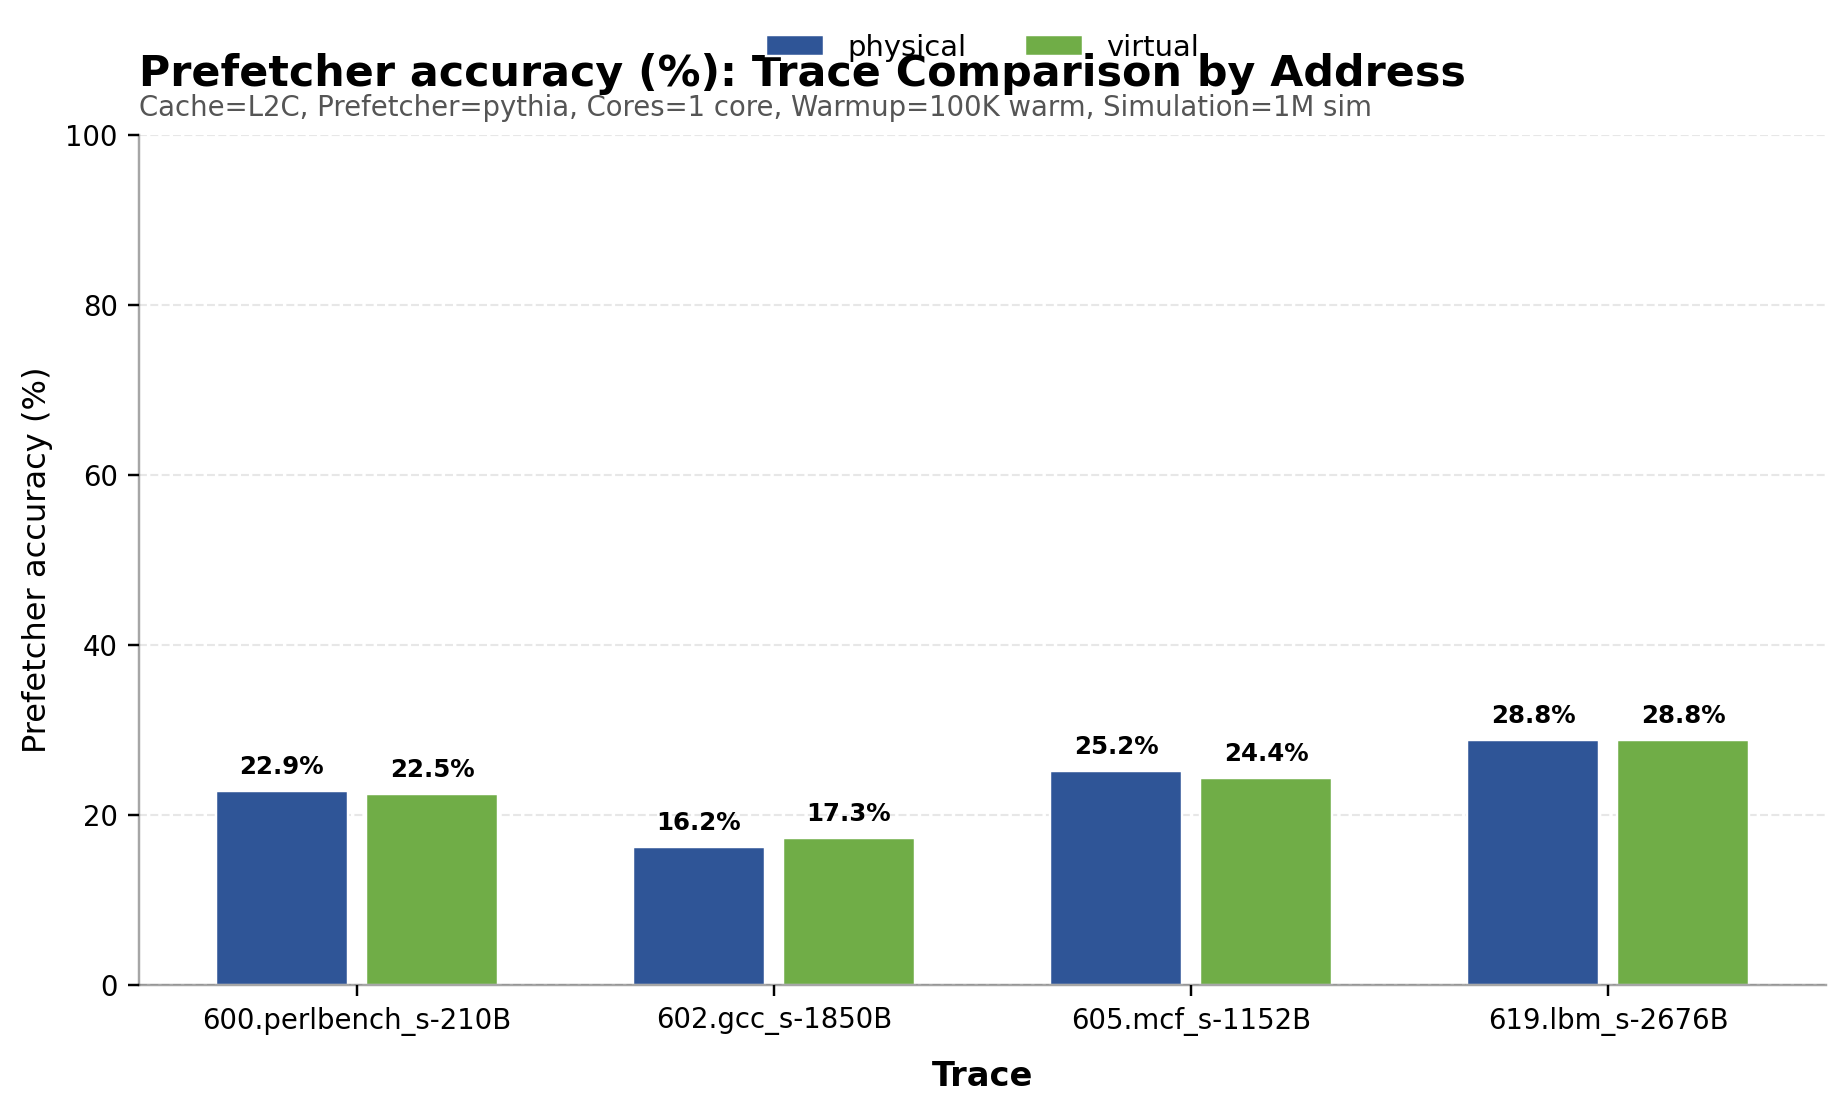 physical virtual
Prefetcher accuracy (%): Trace Comparison by Address
Cache=L2C, Prefetcher=pythia, Cores=1 core, Warmup=100K warm, Simulation=1M sim
Prefetcher accuracy (%)
100
80
60
40
20
0
22.9% 22.5% 16.2% 17.3% 25.2% 24.4% 28.8% 28.8%
600.perlbench_s-210B 602.gcc_s-1850B 605.mcf_s-1152B 619.lbm_s-2676B
Trace